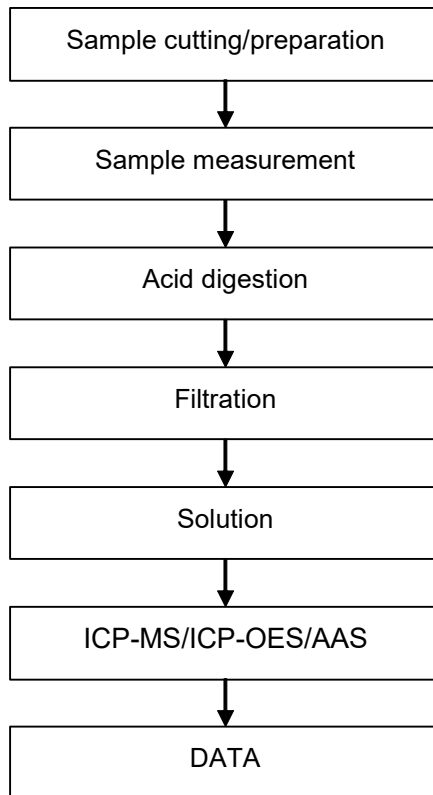 Sample cutting/preparation
Sample measurement
Acid digestion
Filtration
Solution
ICP-MS/ICP-OES/AAS
DATA